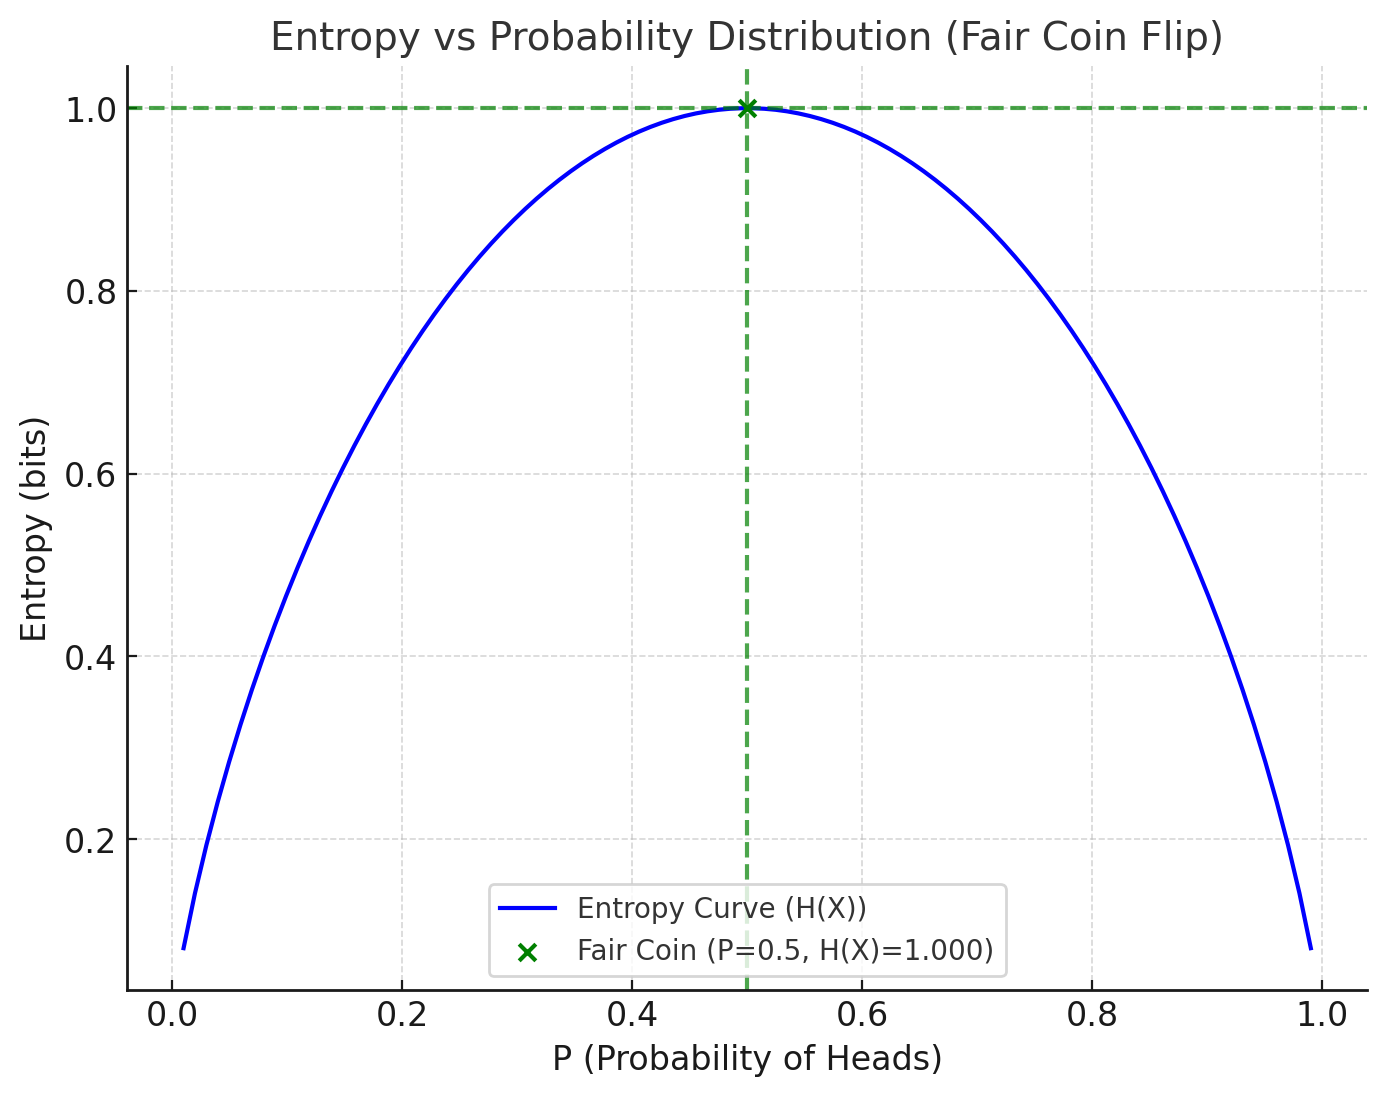 Entropy vs Probability Distribution (Fair Coin Flip)
1.0
0.8
0.6
0.4
0.2
Entropy (bits)
Entropy Curve (H(X))
Fair Coin (P=0.5, H(X)=1.000)
0.0 0.2 0.4 0.6 0.8 1.0
P (Probability of Heads)